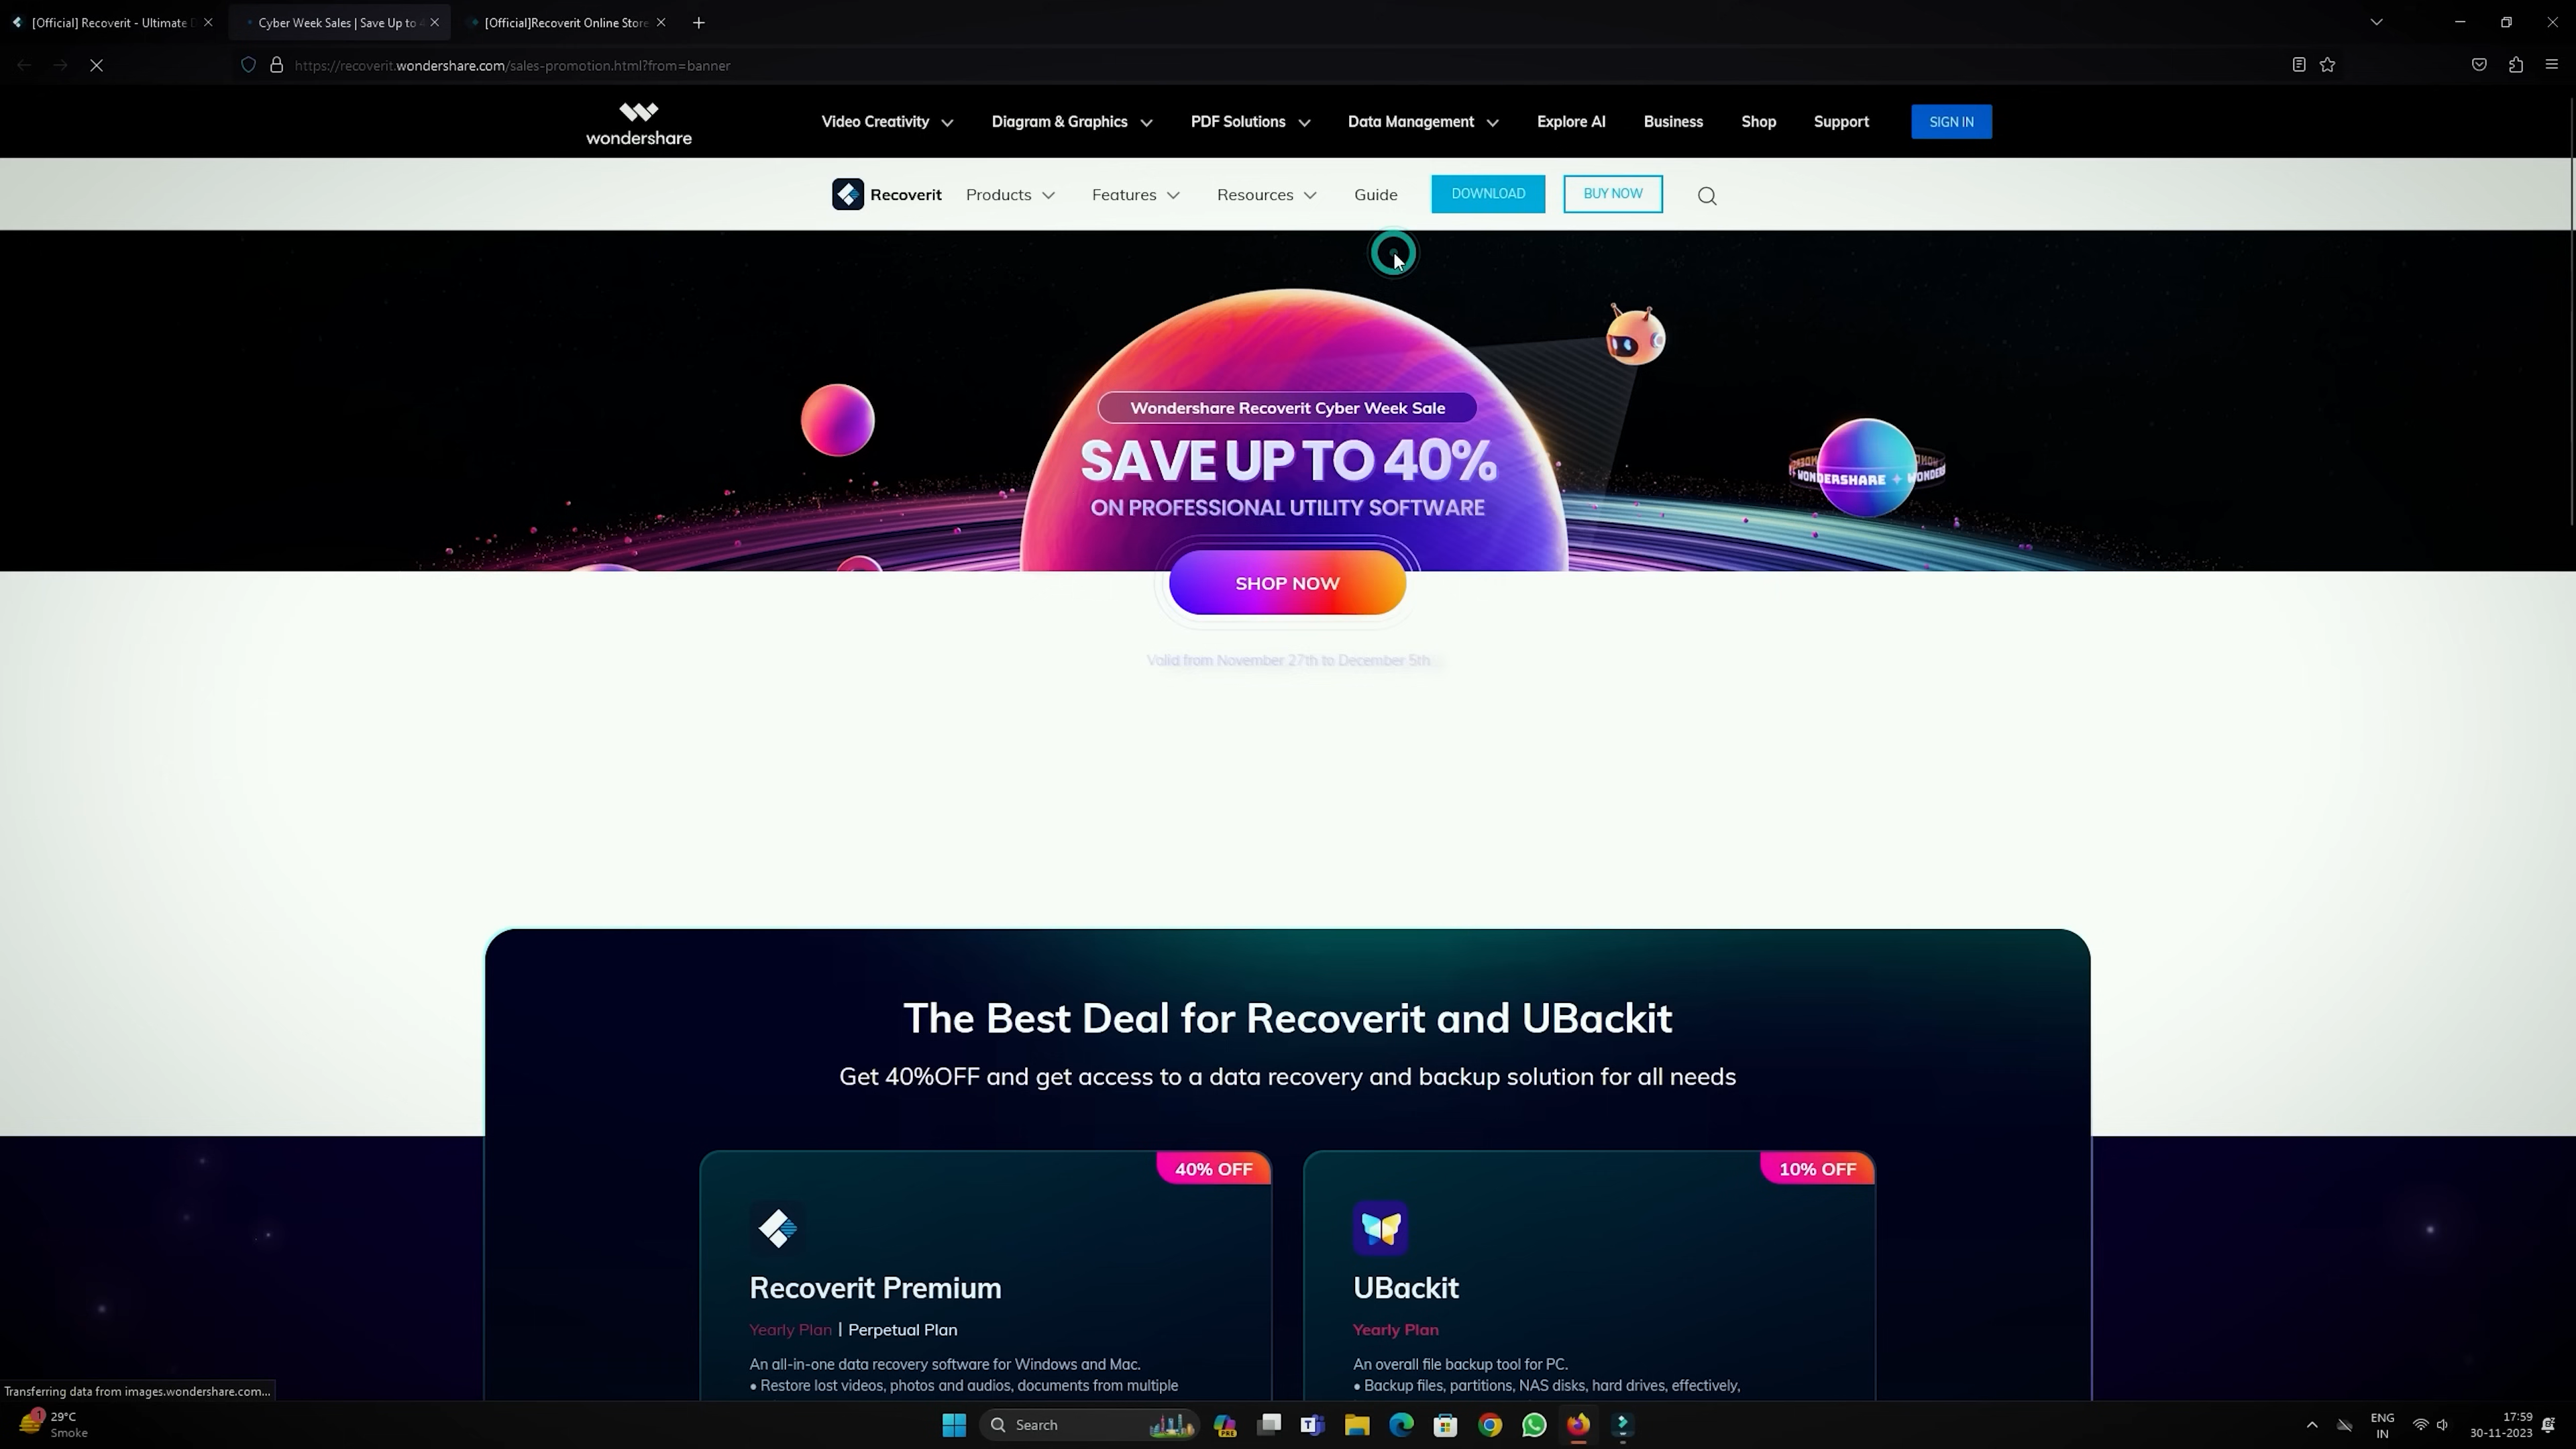 [Official] Recoverit - Ultimate
Cyber Week Sales | Save Up to
[Official]Recoverit Online Store
https://recoverit.wondershare.com/sales-promotion.html?from=banner
wondershare
Video Creativity Diagram & Graphics PDF Solutions Data Management Explore AI Business Shop Support SIGN IN
Recoverit Products Features Resources Guide DOWNLOAD BUY NOW
Wondershare Recoverit Cyber Week Sale
SAVE UP TO 40%
ON PROFESSIONAL UTILITY SOFTWARE
WONDERSHARE
SHOP NOW
Valid from November 27th to December 5th
The Best Deal for Recoverit and UBackit
Get 40%OFF and get access to a data recovery and backup solution for all needs
40% OFF
Recoverit Premium
Yearly Plan | Perpetual Plan
An all-in-one data recovery software for Windows and Mac.
• Restore lost videos, photos and audios, documents from multiple
10% OFF
UBackit
Yearly Plan
An overall file backup tool for PC.
• Backup files, partitions, NAS disks, hard drives, effectively,
Transferring data from images.wondershare.com...
1
29°C
Smoke
Search
PRE
ENG
IN
17:59
30-11-2023